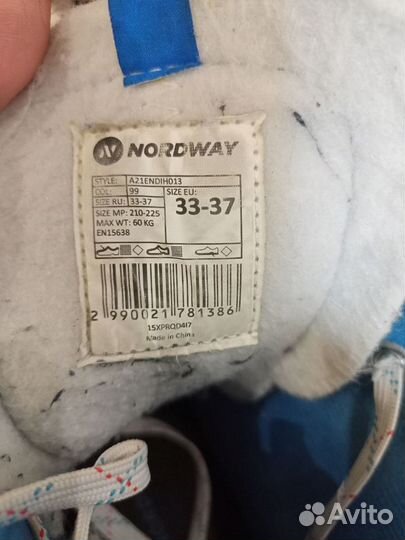 NORDWAY
STYLE: A21ENDIH013
COL: 99 SIZE EU:
SIZE RU: 33-37 33-37
SIZE MP: 210-225
MAX WT: 60 KG
EN15638
2 990021 781386
15XPRQD4I7
Made in China
Avito